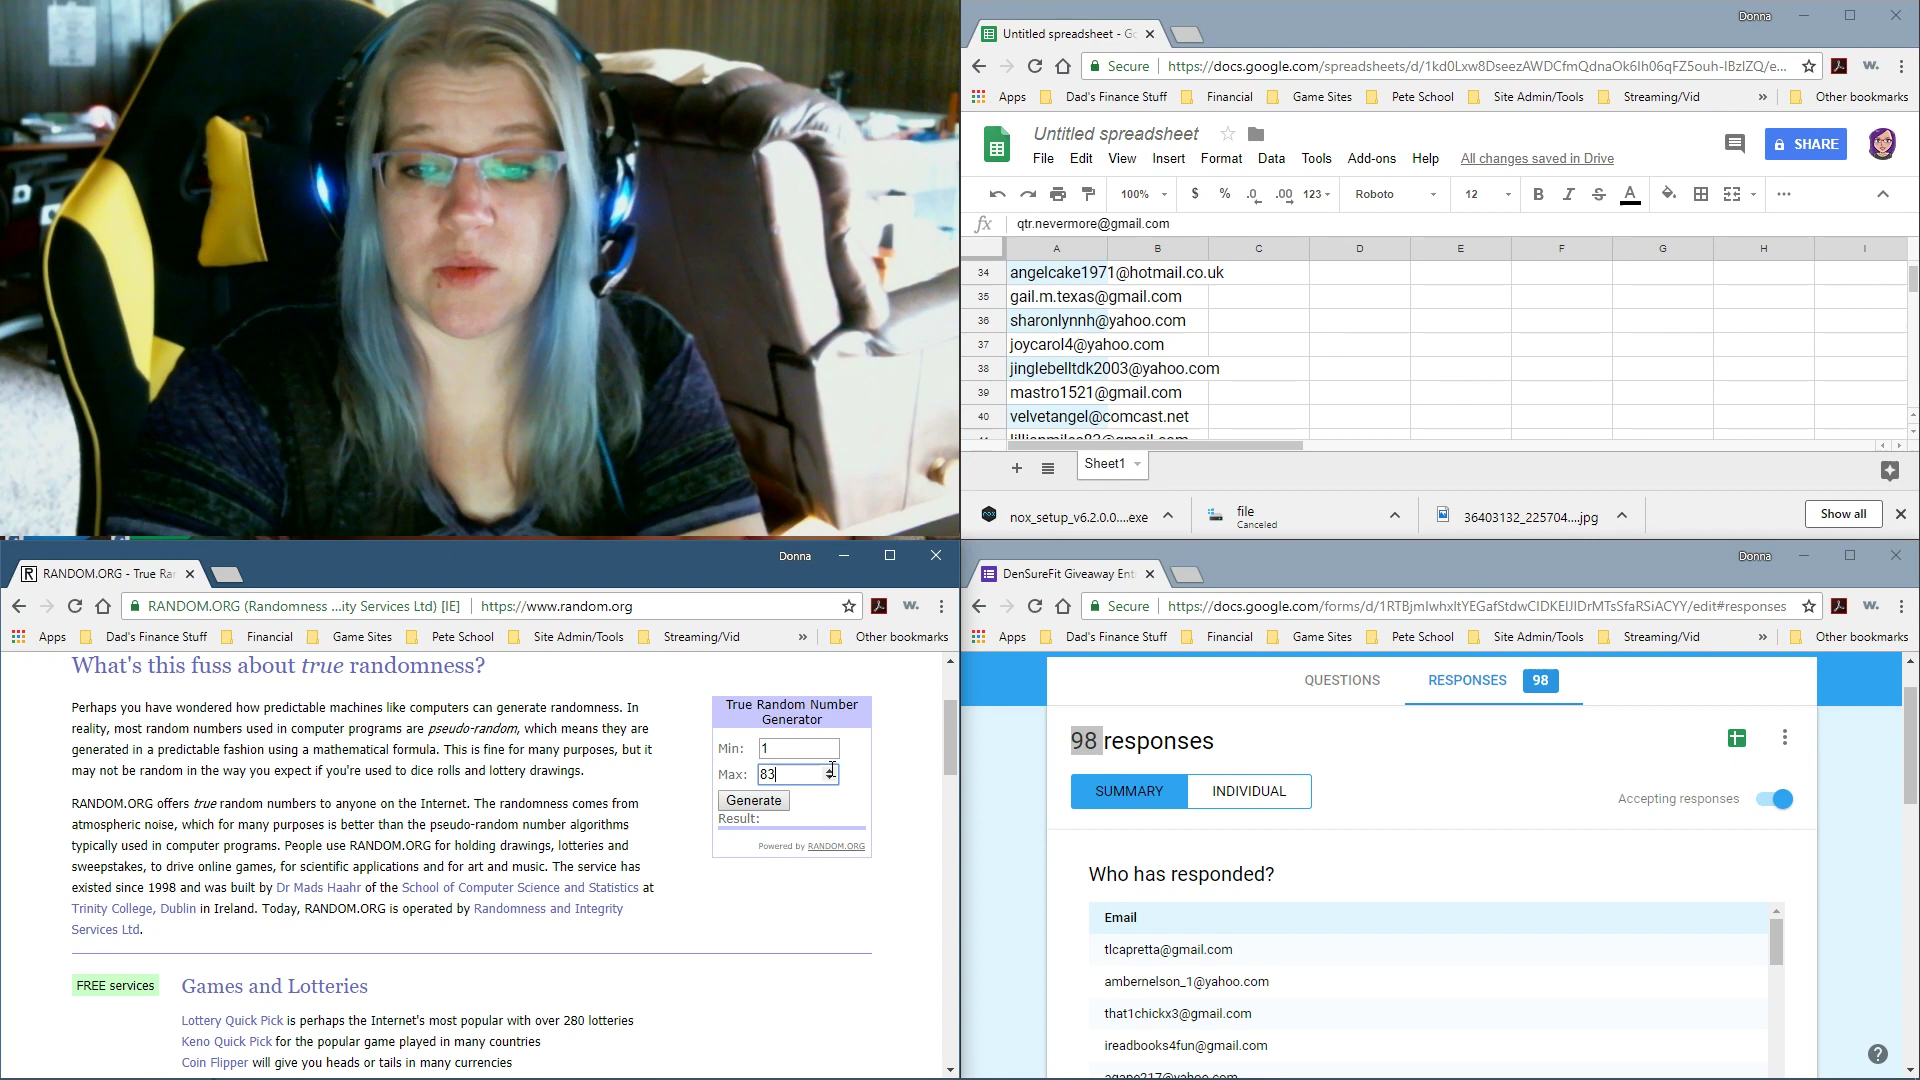 Donna
Untitled spreadsheet - Go
Secure
https://docs.google.com/spreadsheets/d/1kd0Lxw8DseezAWDCfmQdnaOk6Ih06qFZ5ouh-IBzIZQ/e...
W.
Apps
Dad's Finance Stuff
Financial
Game Sites
Pete School
Site Admin/Tools
Streaming/Vid
»
Other bookmarks
Untitled spreadsheet
SHARE
File Edit View Insert Format Data Tools Add-ons Help All changes saved in Drive
100% $ % .0 .00 123 Roboto 12 B I S A ...
fx qtr.nevermore@gmail.com
A B C D E F G H I
34 angelcake1971@hotmail.co.uk
35 gail.m.texas@gmail.com
36 sharonlynnh@yahoo.com
37 joycarol4@yahoo.com
38 jinglebelltdk2003@yahoo.com
39 mastro1521@gmail.com
40 velvetangel@comcast.net
+ Sheet1
nox_setup_v6.2.0.0....exe
file
Canceled
36403132_225704....jpg
Show all
Donna
R RANDOM.ORG - True Ra
RANDOM.ORG (Randomness ...ity Services Ltd) [IE]
https://www.random.org
W.
Apps
Dad's Finance Stuff
Financial
Game Sites
Pete School
Site Admin/Tools
Streaming/Vid
»
Other bookmarks
What's this fuss about true randomness?
Perhaps you have wondered how predictable machines like computers can generate randomness. In
reality, most random numbers used in computer programs are pseudo-random, which means they are
generated in a predictable fashion using a mathematical formula. This is fine for many purposes, but it
may not be random in the way you expect if you're used to dice rolls and lottery drawings.
RANDOM.ORG offers true random numbers to anyone on the Internet. The randomness comes from
atmospheric noise, which for many purposes is better than the pseudo-random number algorithms
typically used in computer programs. People use RANDOM.ORG for holding drawings, lotteries and
sweepstakes, to drive online games, for scientific applications and for art and music. The service has
existed since 1998 and was built by Dr Mads Haahr of the School of Computer Science and Statistics at
Trinity College, Dublin in Ireland. Today, RANDOM.ORG is operated by Randomness and Integrity
Services Ltd.
True Random Number
Generator
Min: 1
Max: 83
Generate
Result:
Powered by RANDOM.ORG
FREE services
Games and Lotteries
Lottery Quick Pick is perhaps the Internet's most popular with over 280 lotteries
Keno Quick Pick for the popular game played in many countries
Coin Flipper will give you heads or tails in many currencies
Donna
DenSureFit Giveaway Ent
Secure
https://docs.google.com/forms/d/1RTBjmIwhxItYEGafStdwCIDKEIJIDrMTsSfaRSiACYY/edit#responses
W.
Apps
Dad's Finance Stuff
Financial
Game Sites
Pete School
Site Admin/Tools
Streaming/Vid
»
Other bookmarks
QUESTIONS
RESPONSES 98
98 responses
SUMMARY
INDIVIDUAL
Accepting responses
Who has responded?
Email
tlcapretta@gmail.com
ambernelson_1@yahoo.com
that1chickx3@gmail.com
ireadbooks4fun@gmail.com